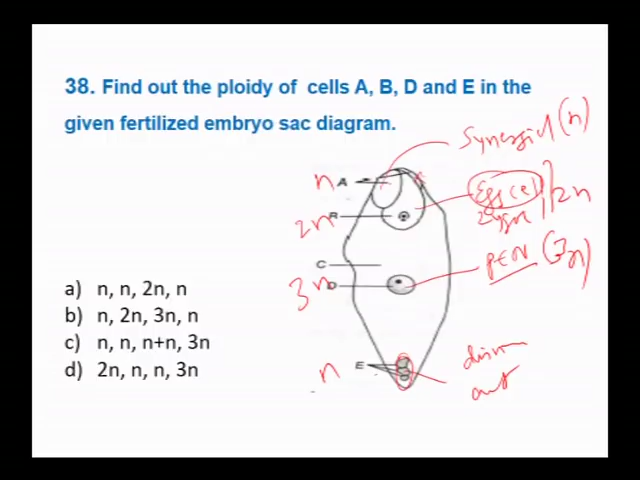 38. Find out the ploidy of cells A, B, D and E in the
given fertilized embryo sac diagram.
Synergid (n)
n A
Egg cell
2n
2n B
zygote
C
PEN (3n)
3n D
a) n, n, 2n, n
b) n, 2n, 3n, n
c) n, n, n+n, 3n
d) 2n, n, n, 3n
n E